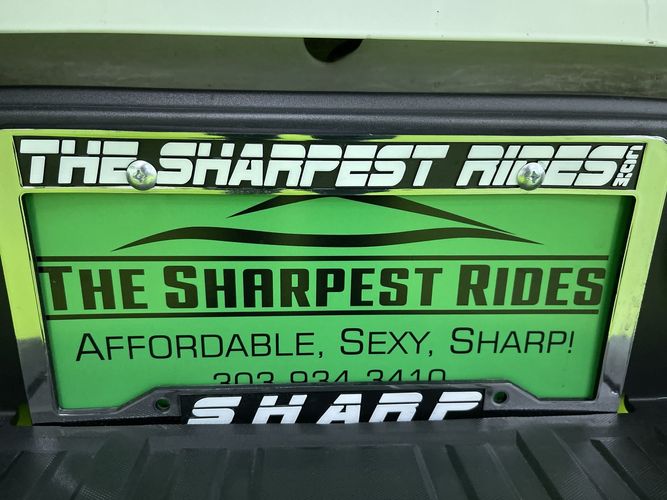 THE SHARPEST RIDES.COM
THE SHARPEST RIDES
AFFORDABLE, SEXY, SHARP!
303-934-3410
SHARP